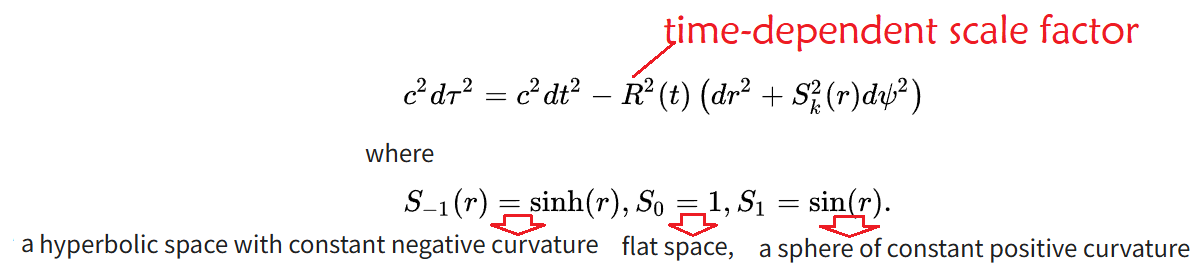 time-dependent scale factor
c²dτ² = c²dt² − R²(t) (dr² + S²ₖ(r)dψ²)
where
S₋₁(r) = sinh(r), S₀ = 1, S₁ = sin(r).
a hyperbolic space with constant negative curvature flat space, a sphere of constant positive curvature